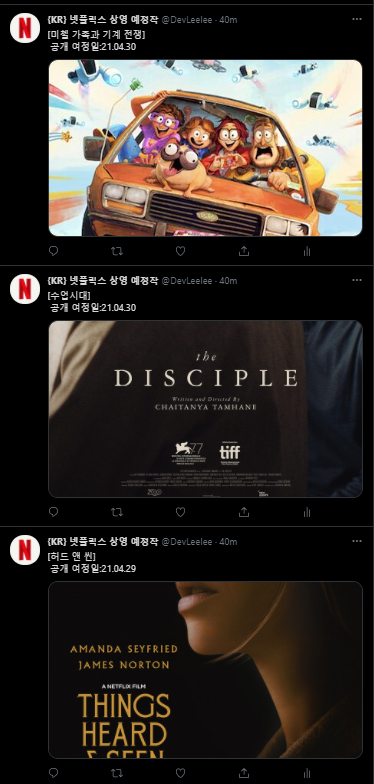 {KR} 넷플릭스 상영 예정작 @DevLeelee · 40m
[미첼 가족과 기계 전쟁]
공개 여정일:21.04.30
{KR} 넷플릭스 상영 예정작 @DevLeelee · 40m
[수업시대]
공개 여정일:21.04.30
the
DISCIPLE
Written and Directed By
CHAITANYA TAMHANE
77
tiff
{KR} 넷플릭스 상영 예정작 @DevLeelee · 40m
[허드 앤 씬]
공개 여정일:21.04.29
AMANDA SEYFRIED
JAMES NORTON
A NETFLIX FILM
THINGS
HEARD
& SEEN